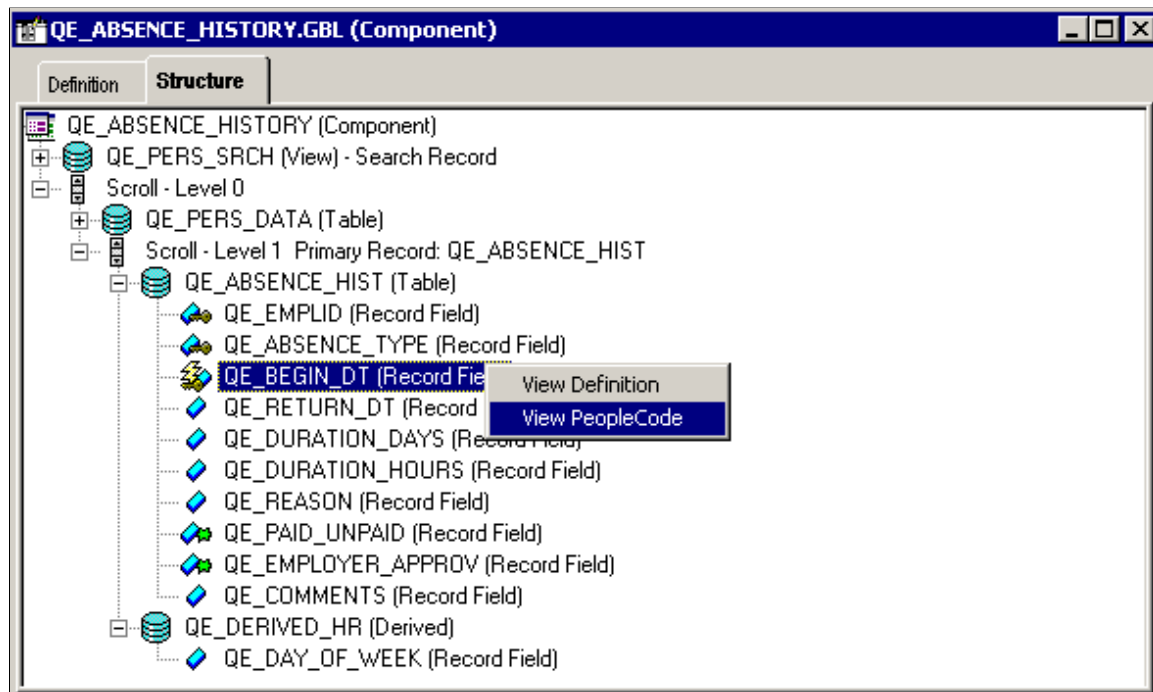 QE_ABSENCE_HISTORY.GBL (Component)
Definition
Structure
QE_ABSENCE_HISTORY (Component)
QE_PERS_SRCH (View) - Search Record
Scroll - Level 0
QE_PERS_DATA (Table)
Scroll - Level 1  Primary Record: QE_ABSENCE_HIST
QE_ABSENCE_HIST (Table)
QE_EMPLID (Record Field)
QE_ABSENCE_TYPE (Record Field)
QE_BEGIN_DT (Record Fie
View Definition
QE_RETURN_DT (Record
View PeopleCode
QE_DURATION_DAYS (Record Field)
QE_DURATION_HOURS (Record Field)
QE_REASON (Record Field)
QE_PAID_UNPAID (Record Field)
QE_EMPLOYER_APPROV (Record Field)
QE_COMMENTS (Record Field)
QE_DERIVED_HR (Derived)
QE_DAY_OF_WEEK (Record Field)